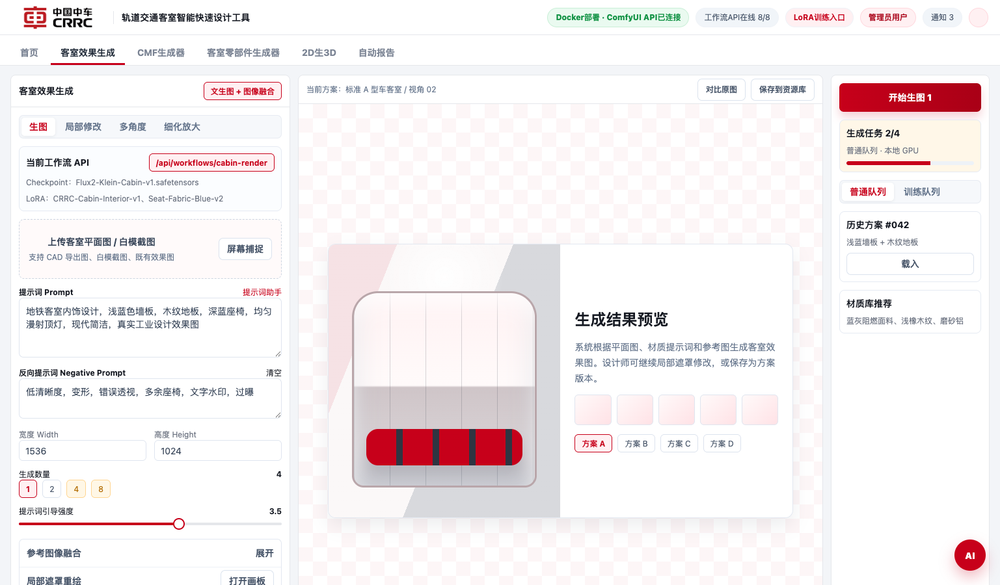 中国中车
CRRC
轨道交通客室智能快速设计工具
Docker部署 · ComfyUI API已连接
工作流API在线 8/8
LoRA训练入口
管理员用户
通知 3
首页
客室效果生成
CMF生成器
客室零部件生成器
2D生3D
自动报告
客室效果生成
文生图 + 图像融合
生图
局部修改
多角度
细化放大
当前工作流 API
/api/workflows/cabin-render
Checkpoint：Flux2-Klein-Cabin-v1.safetensors
LoRA：CRRC-Cabin-Interior-v1、Seat-Fabric-Blue-v2
上传客室平面图 / 白模截图
支持 CAD 导出图、白模截图、既有效果图
屏幕捕捉
提示词 Prompt
提示词助手
地铁客室内饰设计，浅蓝色墙板，木纹地板，深蓝座椅，均匀
漫射顶灯，现代简洁，真实工业设计效果图
反向提示词 Negative Prompt
清空
低清晰度，变形，错误透视，多余座椅，文字水印，过曝
宽度 Width
高度 Height
1536
1024
生成数量
4
1
2
4
8
提示词引导强度
3.5
参考图像融合
展开
局部遮罩重绘
打开画板
当前方案：标准 A 型车客室 / 视角 02
对比原图
保存到资源库
生成结果预览
系统根据平面图、材质提示词和参考图生成客室效
果图。设计师可继续局部遮罩修改，或保存为方案
版本。
方案 A
方案 B
方案 C
方案 D
开始生图 1
生成任务 2/4
普通队列 · 本地 GPU
普通队列
训练队列
历史方案 #042
浅蓝墙板 + 木纹地板
载入
材质库推荐
蓝灰阻燃面料、浅橡木纹、磨砂铝
AI